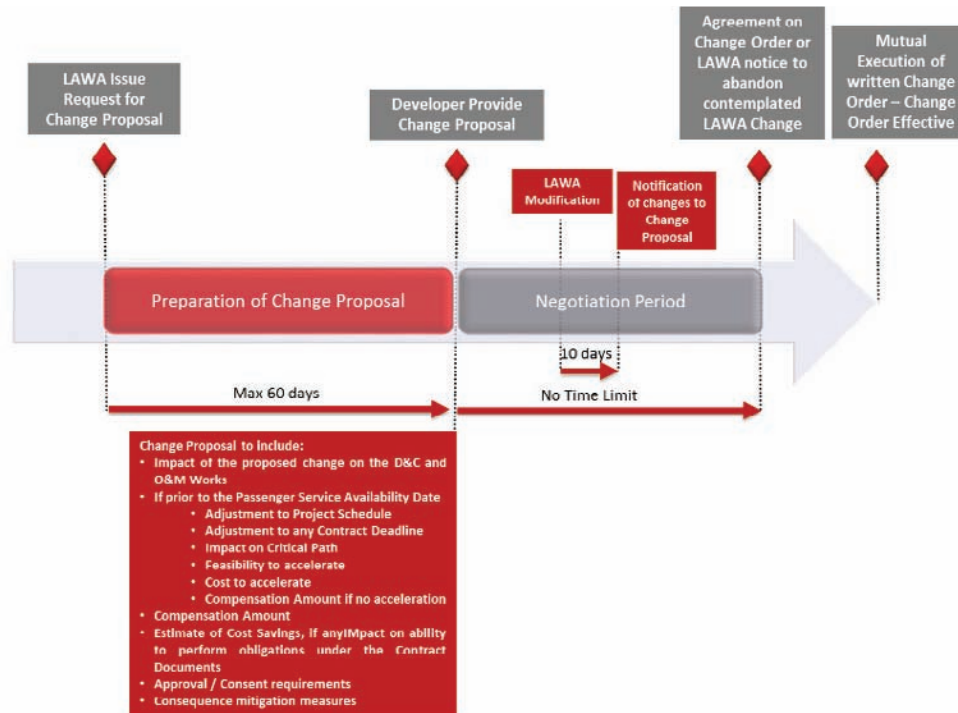 LAWA Issue
Request for
Change Proposal
Developer Provide
Change Proposal
Agreement on
Change Order or
LAWA notice to
abandon
contemplated
LAWA Change
Mutual
Execution of
written Change
Order – Change
Order Effective
LAWA
Modification
Notification
of changes to
Change
Proposal
Preparation of Change Proposal
Negotiation Period
10 days
Max 60 days
No Time Limit
Change Proposal to include:
• Impact of the proposed change on the D&C and
O&M Works
• If prior to the Passenger Service Availability Date
• Adjustment to Project Schedule
• Adjustment to any Contract Deadline
• Impact on Critical Path
• Feasibility to accelerate
• Cost to accelerate
• Compensation Amount if no acceleration
• Compensation Amount
• Estimate of Cost Savings, if anyIMpact on ability
to perform obligations under the Contract
Documents
• Approval / Consent requirements
• Consequence mitigation measures